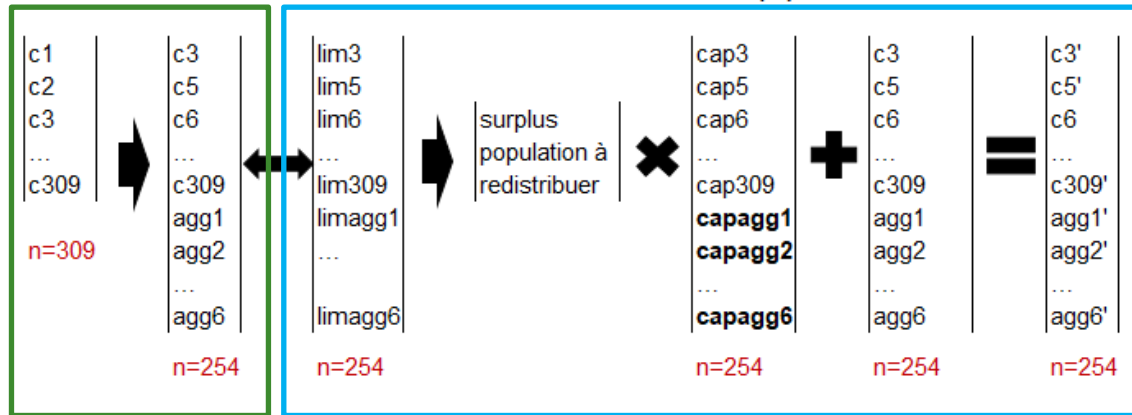 c1
c2
c3
...
c309
n=309
c3
c5
c6
...
c309
agg1
agg2
...
agg6
n=254
lim3
lim5
lim6
...
lim309
limagg1
...
limagg6
n=254
surplus
population à
redistribuer
cap3
cap5
cap6
...
cap309
capagg1
capagg2
...
capagg6
n=254
c3
c5
c6
...
c309
agg1
agg2
...
agg6
n=254
c3'
c5'
c6
...
c309'
agg1'
agg2'
...
agg6'
n=254